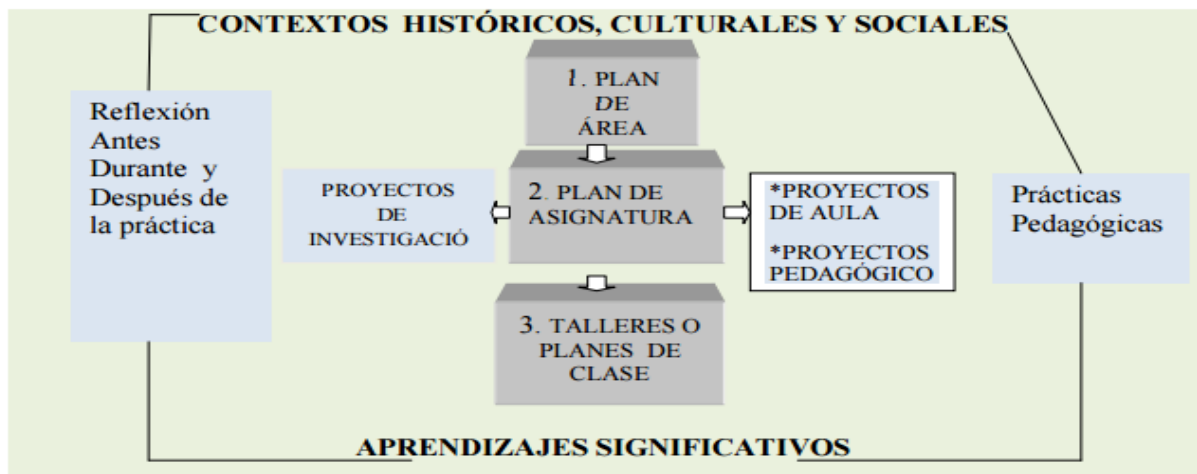 CONTEXTOS HISTÓRICOS, CULTURALES Y SOCIALES
Reflexión
Antes
Durante y
Después de
la práctica
1. PLAN
DE
ÁREA
PROYECTOS
DE
INVESTIGACIÓ
2. PLAN DE
ASIGNATURA
*PROYECTOS
DE AULA
*PROYECTOS
PEDAGÓGICO
Prácticas
Pedagógicas
3. TALLERES O
PLANES DE
CLASE
APRENDIZAJES SIGNIFICATIVOS